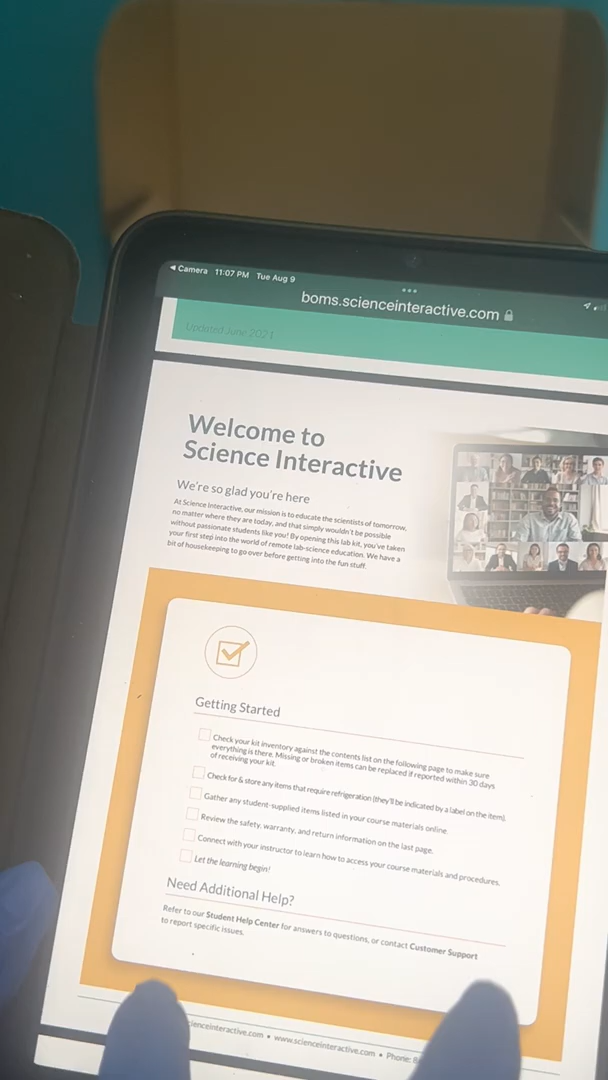 Camera 11:07 PM Tue Aug 9
boms.scienceinteractive.com
Updated June 2021
Welcome to
Science Interactive
We're so glad you're here
At Science Interactive, our mission is to educate the scientists of tomorrow,
no matter where they are today, and that simply wouldn't be possible
without passionate students like you! By opening this lab kit, you've taken
your first step into the world of remote lab-science education. We have a
bit of housekeeping to go over before getting into the fun stuff.
Getting Started
Check your kit inventory against the contents list on the following page to make sure
everything is there. Missing or broken items can be replaced if reported within 30 days
of receiving your kit.
Check for & store any items that require refrigeration (they'll be indicated by a label on the item).
Gather any student-supplied items listed in your course materials online.
Review the safety, warranty, and return information on the last page.
Connect with your instructor to learn how to access your course materials and procedures.
Let the learning begin!
Need Additional Help?
Refer to our Student Help Center for answers to questions, or contact Customer Support
to report specific issues.
scienceinteractive.com • www.scienceinteractive.com • Phone: 8